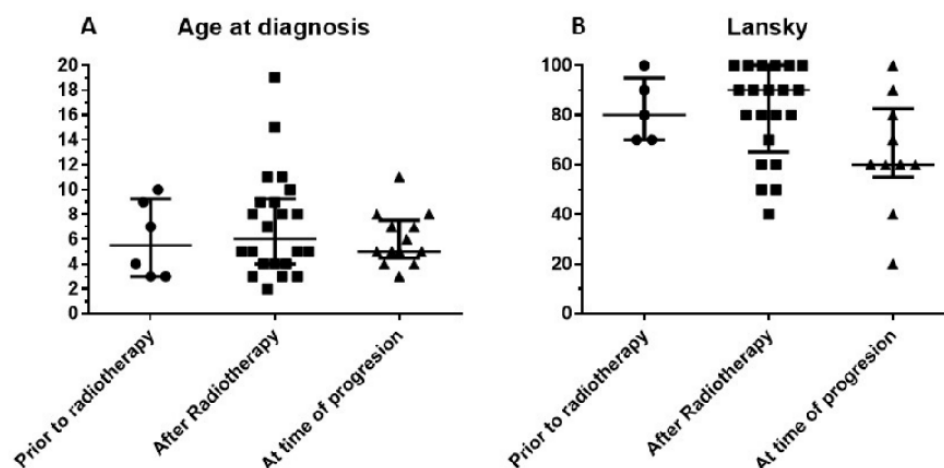 A Age at diagnosis
20
18
16
14
12
10
8
6
4
2
0
Prior to radiotherapy
After Radiotherapy
At time of progresion
B Lansky
100
80
60
40
20
0
Prior to radiotherapy
After Radiotherapy
At time of progresion